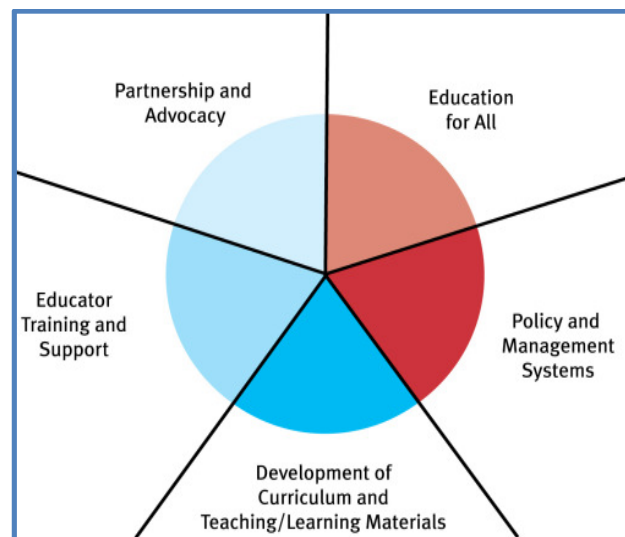 Partnership and
Advocacy
Education
for All
Educator
Training and
Support
Policy and
Management
Systems
Development of
Curriculum and
Teaching/Learning Materials